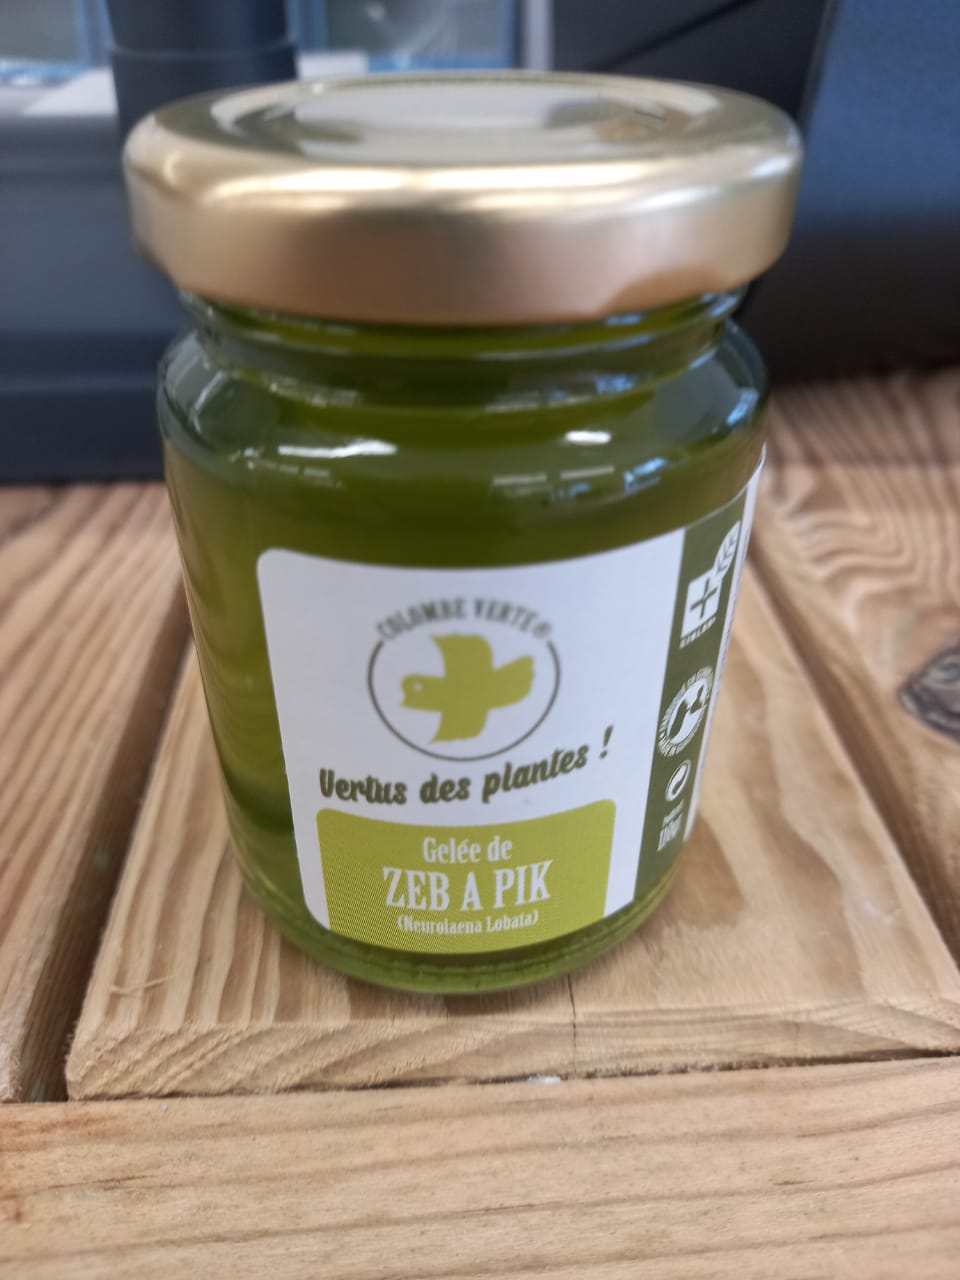 COLOMBE VERTE®
Vertus des plantes !
Gelée de
ZEB A PIK
(Neurolaena Lobata)